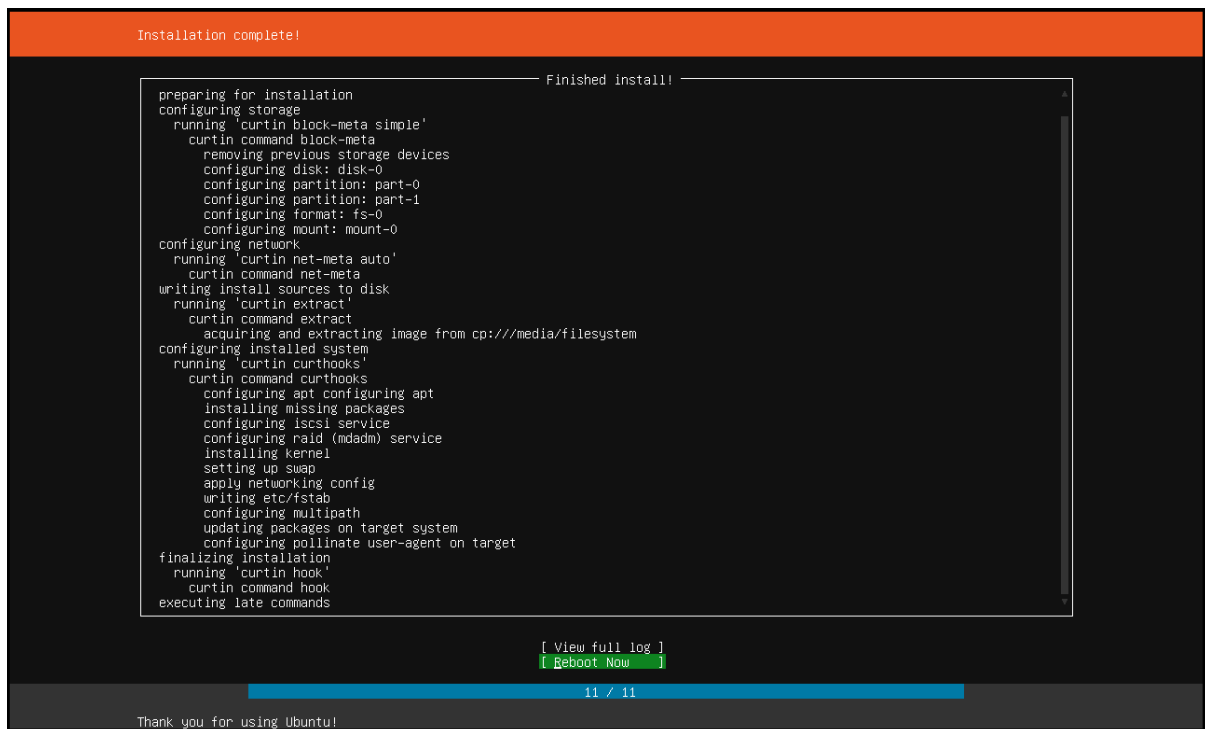 Installation complete!
Finished install!
preparing for installation
configuring storage
running 'curtin block-meta simple'
curtin command block-meta
removing previous storage devices
configuring disk: disk-0
configuring partition: part-0
configuring partition: part-1
configuring format: fs-0
configuring mount: mount-0
configuring network
running 'curtin net-meta auto'
curtin command net-meta
writing install sources to disk
running 'curtin extract'
curtin command extract
acquiring and extracting image from cp:///media/filesystem
configuring installed system
running 'curtin curthooks'
curtin command curthooks
configuring apt configuring apt
installing missing packages
configuring iscsi service
configuring raid (mdadm) service
installing kernel
setting up swap
apply networking config
writing etc/fstab
configuring multipath
updating packages on target system
configuring pollinate user-agent on target
finalizing installation
running 'curtin hook'
curtin command hook
executing late commands
[ View full log ]
[ Reboot Now ]
11 / 11
Thank you for using Ubuntu!